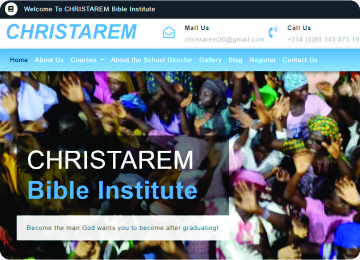 Welcome To CHRISTAREM Bible Institute
CHRISTAREM
Mail Us
christarem20@gmail.com
Call Us
+234 (0)80 343 873 16
Home About Us Courses About the School Director Gallery Blog Register Contact Us
CHRISTAREM
Bible Institute
Become the man God wants you to become after graduating!